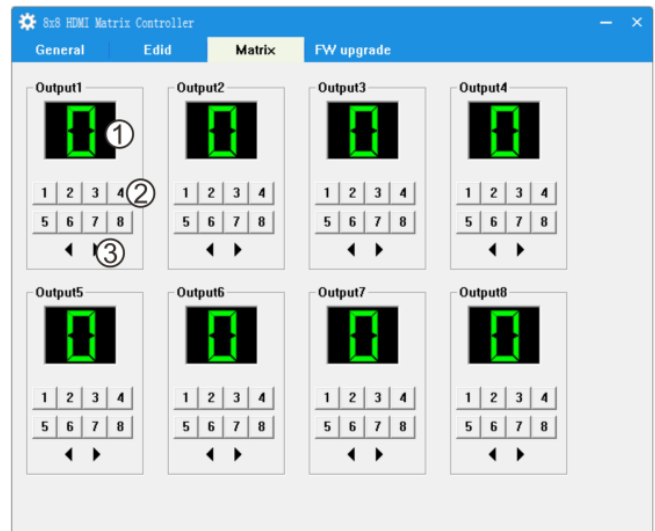 8x8 HDMI Matrix Controller
General Edid Matrix FW upgrade
Output1 Output2 Output3 Output4
0 ① 0 0 0
1 2 3 4 ② 1 2 3 4 1 2 3 4 1 2 3 4
5 6 7 8 5 6 7 8 5 6 7 8 5 6 7 8
③
Output5 Output6 Output7 Output8
0 0 0 0
1 2 3 4 1 2 3 4 1 2 3 4 1 2 3 4
5 6 7 8 5 6 7 8 5 6 7 8 5 6 7 8